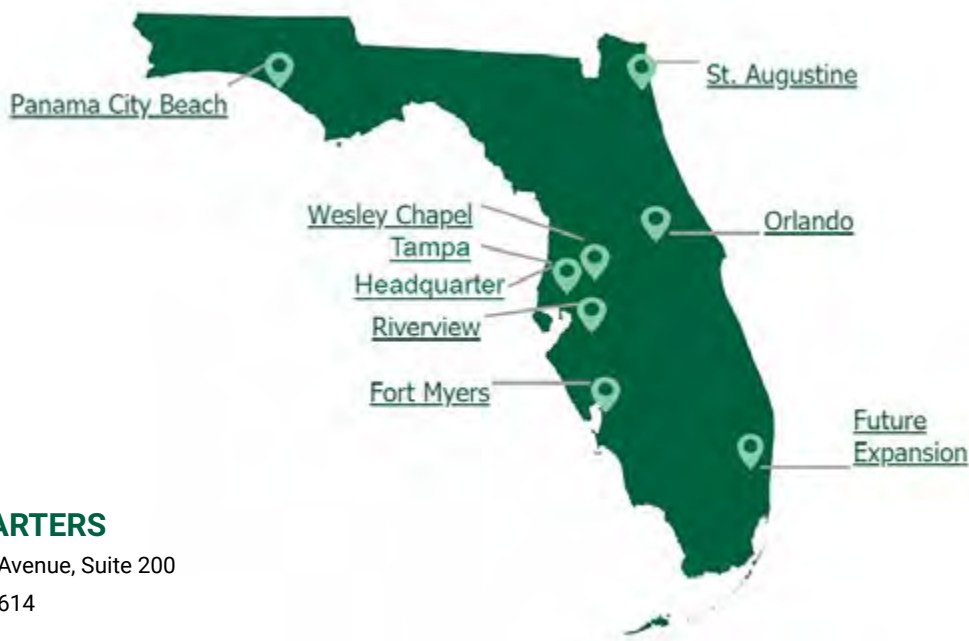 St. Augustine
Panama City Beach
Wesley Chapel
Orlando
Tampa
Headquarter
Riverview
Fort Myers
Future
Expansion
ARTERS
Avenue, Suite 200
614